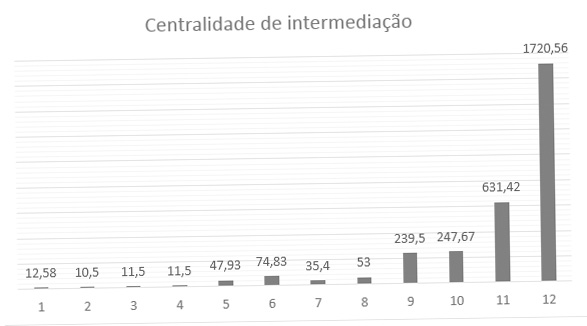 Centralidade de intermediação
1720,56
631,42
239,5 247,67
47,93 74,83 35,4 53
12,58 10,5 11,5 11,5
1 2 3 4 5 6 7 8 9 10 11 12